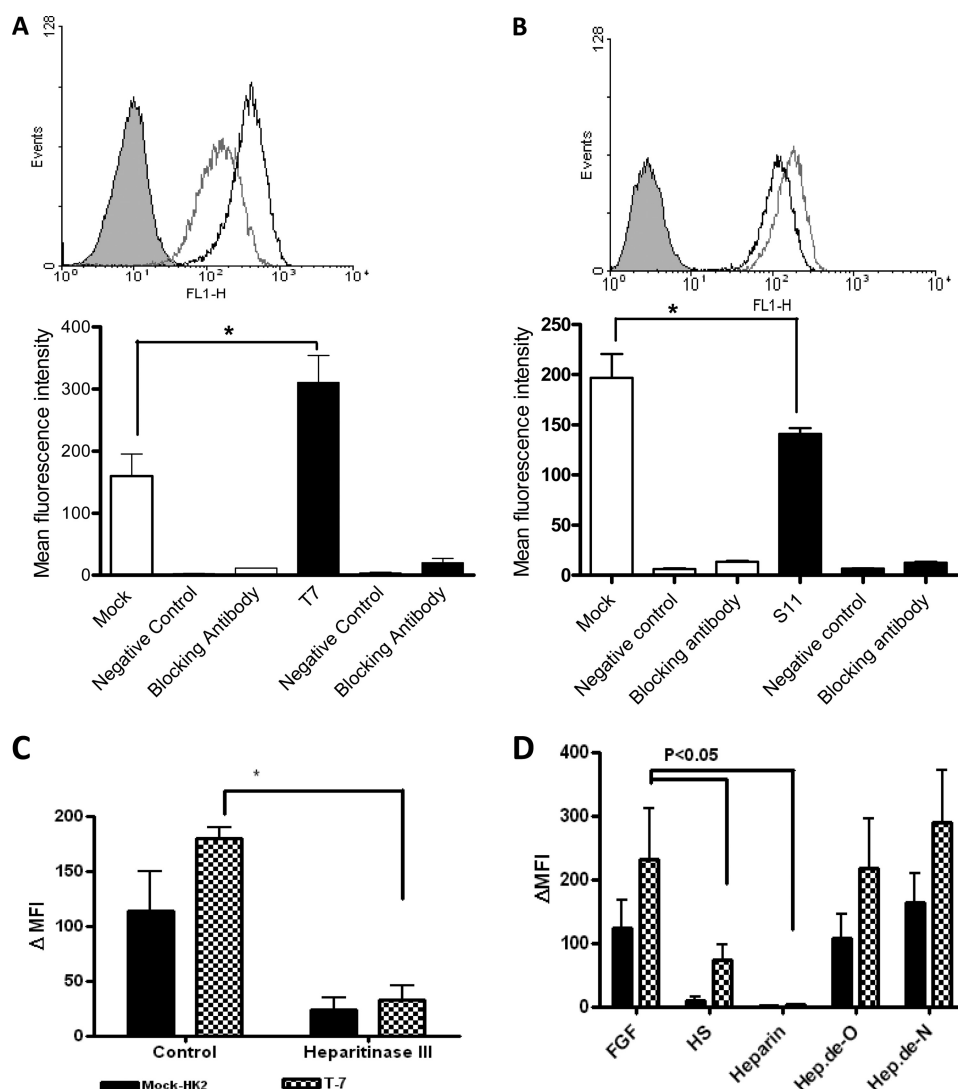 A
128
Events
0
10⁰ 10¹ 10² 10³ 10⁴
FL1-H
400
300
200
100
0
Mean fluorescence intensity
*
Mock
Negative Control
Blocking Antibody
T7
Negative Control
Blocking Antibody
B
128
Events
0
10⁰ 10¹ 10² 10³ 10⁴
FL1-H
250
200
150
100
50
0
Mean fluorescence intensity
*
Mock
Negative control
Blocking antibody
S11
Negative control
Blocking antibody
C
*
200
150
100
50
0
Δ MFI
Control Heparitinase III
Mock-HK2 T-7
D
P<0.05
400
300
200
100
0
ΔMFI
FGF
HS
Heparin
Hep.de-O
Hep.de-N